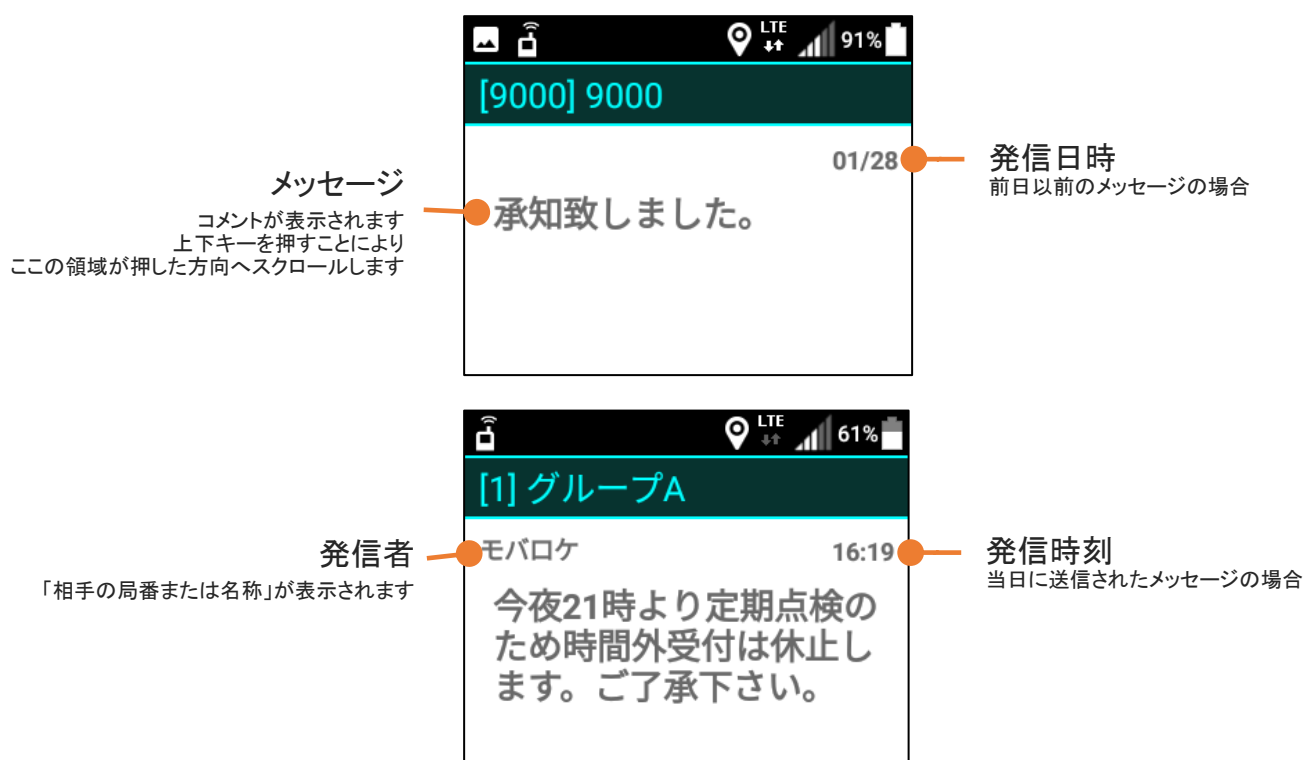 LTE 91%
[9000] 9000
01/28
発信日時
前日以前のメッセージの場合
メッセージ
コメントが表示されます
上下キーを押すことにより
ここの領域が押した方向へスクロールします
承知致しました。
LTE 61%
[1] グループA
発信者
「相手の局番または名称」が表示されます
モバロケ
16:19
発信時刻
当日に送信されたメッセージの場合
今夜21時より定期点検の
ため時間外受付は休止し
ます。ご了承下さい。